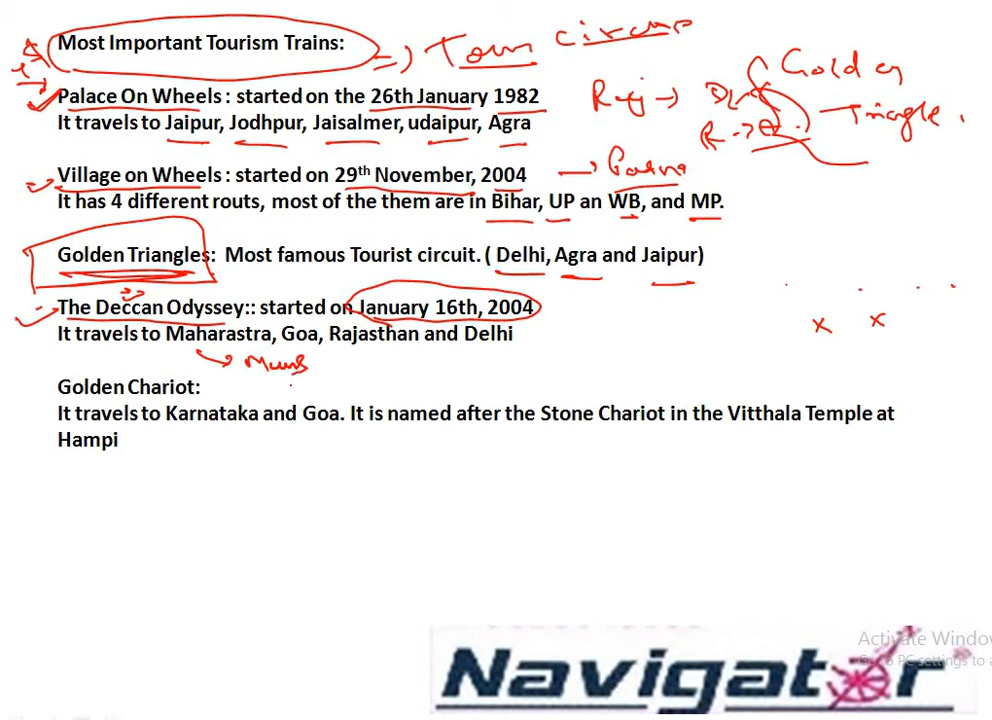 Most Important Tourism Trains: => Tour circuit
Palace On Wheels : started on the 26th January 1982
It travels to Jaipur, Jodhpur, Jaisalmer, udaipur, Agra
Golden
Triangle.
Village on Wheels : started on 29th November, 2004
It has 4 different routs, most of the them are in Bihar, UP an WB, and MP.
Golden Triangles: Most famous Tourist circuit. ( Delhi, Agra and Jaipur)
The Deccan Odyssey:: started on January 16th, 2004
It travels to Maharastra, Goa, Rajasthan and Delhi
Golden Chariot:
It travels to Karnataka and Goa. It is named after the Stone Chariot in the Vitthala Temple at
Hampi
Activate Window
Navigator